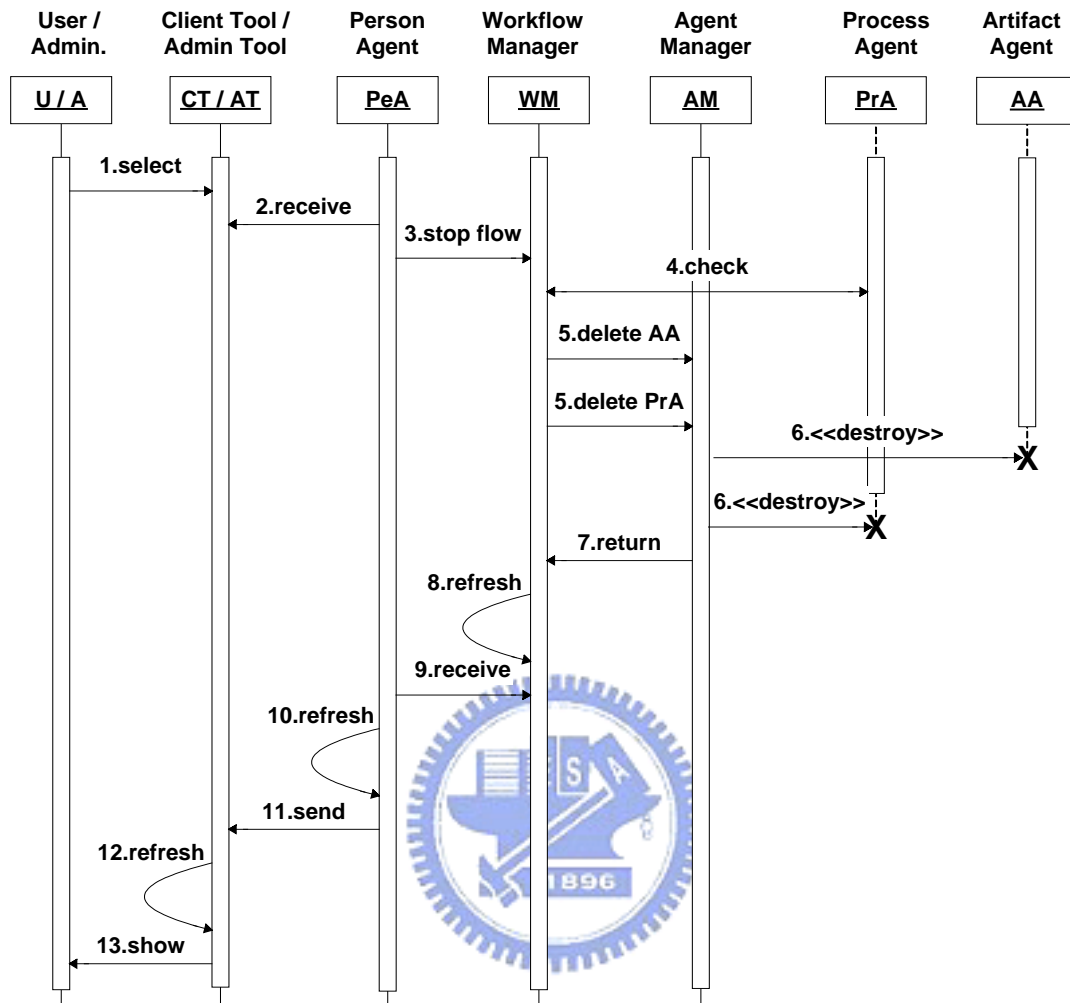 User /
Admin.
Client Tool /
Admin Tool
Person
Agent
Workflow
Manager
Agent
Manager
Process
Agent
Artifact
Agent
U / A
CT / AT
PeA
WM
AM
PrA
AA
1.select
2.receive
3.stop flow
4.check
5.delete AA
5.delete PrA
6.<<destroy>>
X
6.<<destroy>>
X
7.return
8.refresh
9.receive
10.refresh
11.send
12.refresh
13.show
E S A
1896